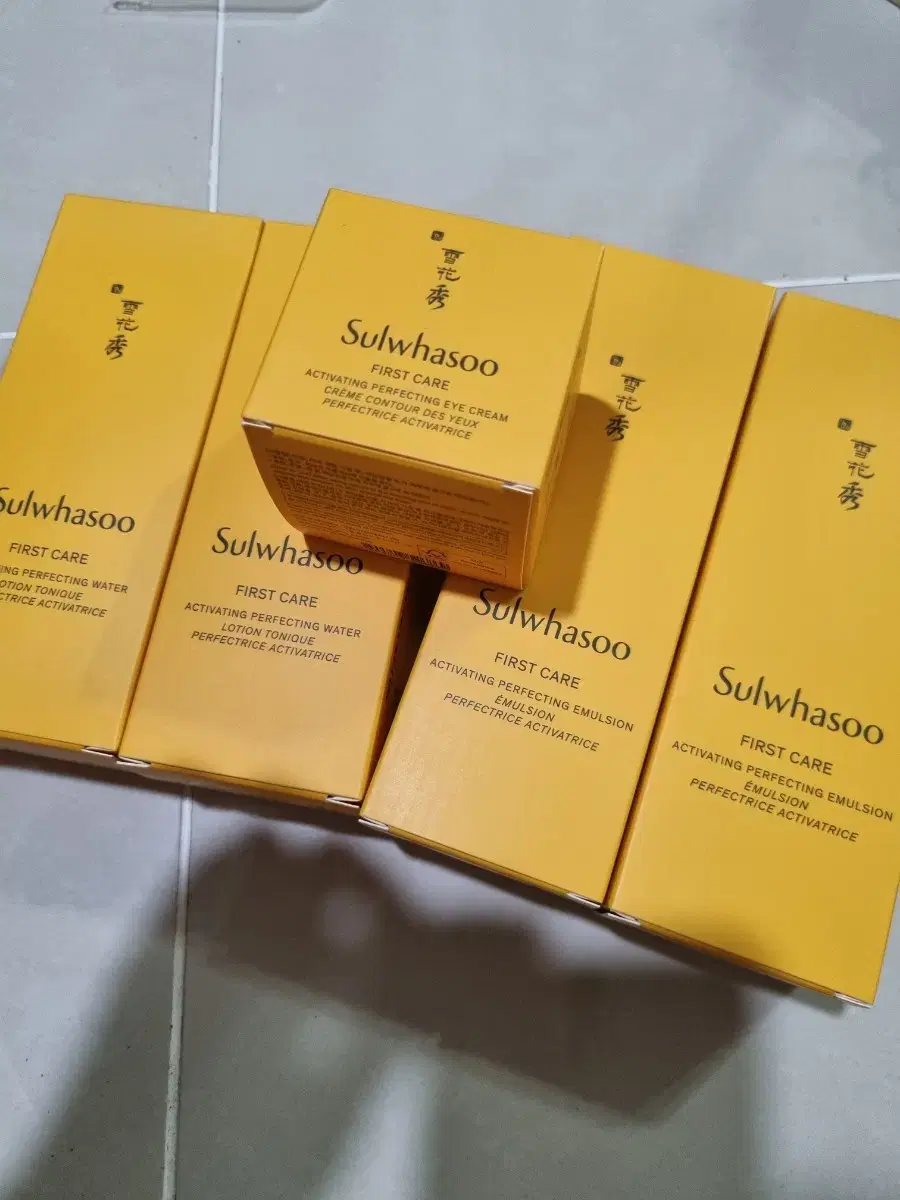 雪花秀
Sulwhasoo
FIRST CARE
ACTIVATING PERFECTING EYE CREAM
CRÈME CONTOUR DES YEUX
PERFECTRICE ACTIVATRICE
雪花秀
Sulwhasoo
FIRST CARE
PERFECTING WATER
TONIQUE
ACTIVATRICE
Sulwhasoo
FIRST CARE
ACTIVATING PERFECTING WATER
LOTION TONIQUE
PERFECTRICE ACTIVATRICE
雪花秀
Sulwhasoo
FIRST CARE
ACTIVATING PERFECTING EMULSION
ÉMULSION
PERFECTRICE ACTIVATRICE
雪花秀
Sulwhasoo
FIRST CARE
ACTIVATING PERFECTING EMULSION
ÉMULSION
PERFECTRICE ACTIVATRICE